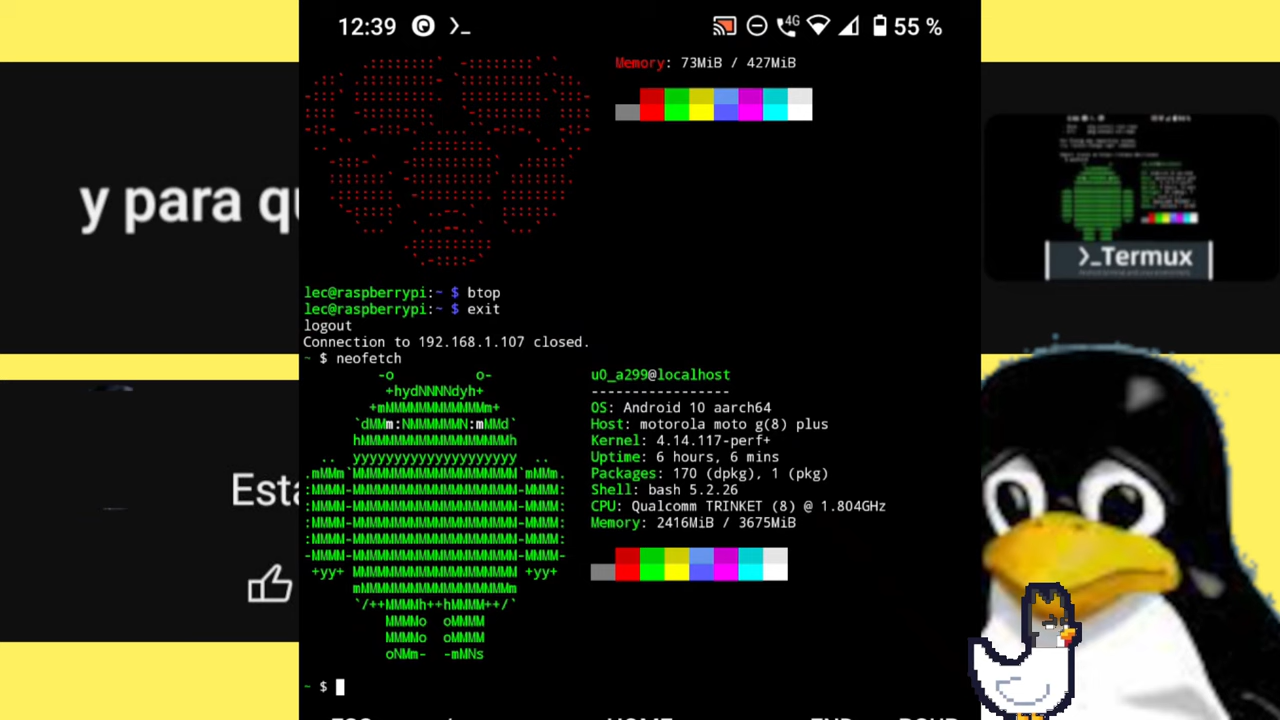 12:39
4G
55 %
Memory: 73MiB / 427MiB
lec@raspberrypi:~ $ btop
lec@raspberrypi:~ $ exit
logout
Connection to 192.168.1.107 closed.
~ $ neofetch
u0_a299@localhost
-----------------
OS: Android 10 aarch64
Host: motorola moto g(8) plus
Kernel: 4.14.117-perf+
Uptime: 6 hours, 6 mins
Packages: 170 (dpkg), 1 (pkg)
Shell: bash 5.2.26
CPU: Qualcomm TRINKET (8) @ 1.804GHz
Memory: 2416MiB / 3675MiB
~ $
y para qu
Esta
>_Termux